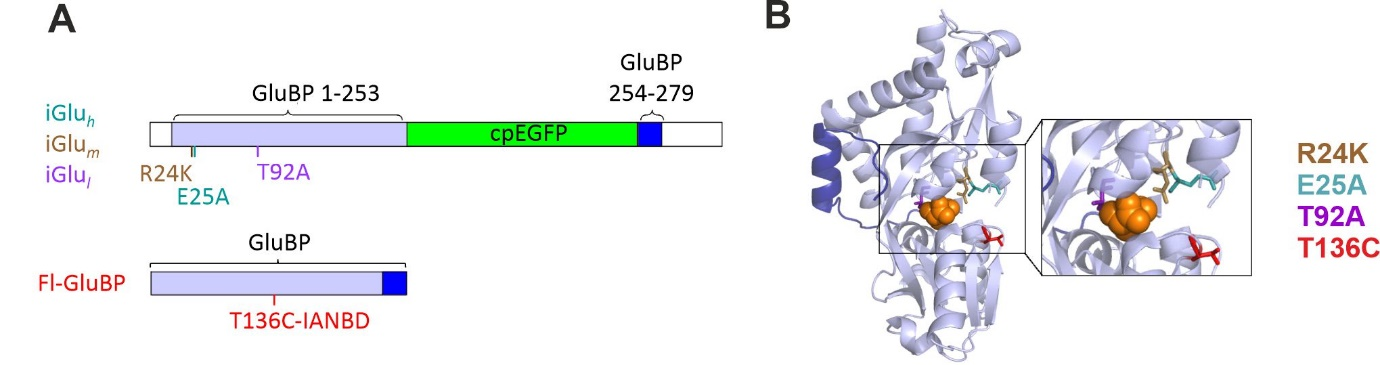 A
GluBP
254-279
GluBP 1-253
iGluh
cpEGFP
iGlum
iGlul
R24K
T92A
E25A
GluBP
Fl-GluBP
T136C-IANBD
B
R24K
E25A
T92A
T136C